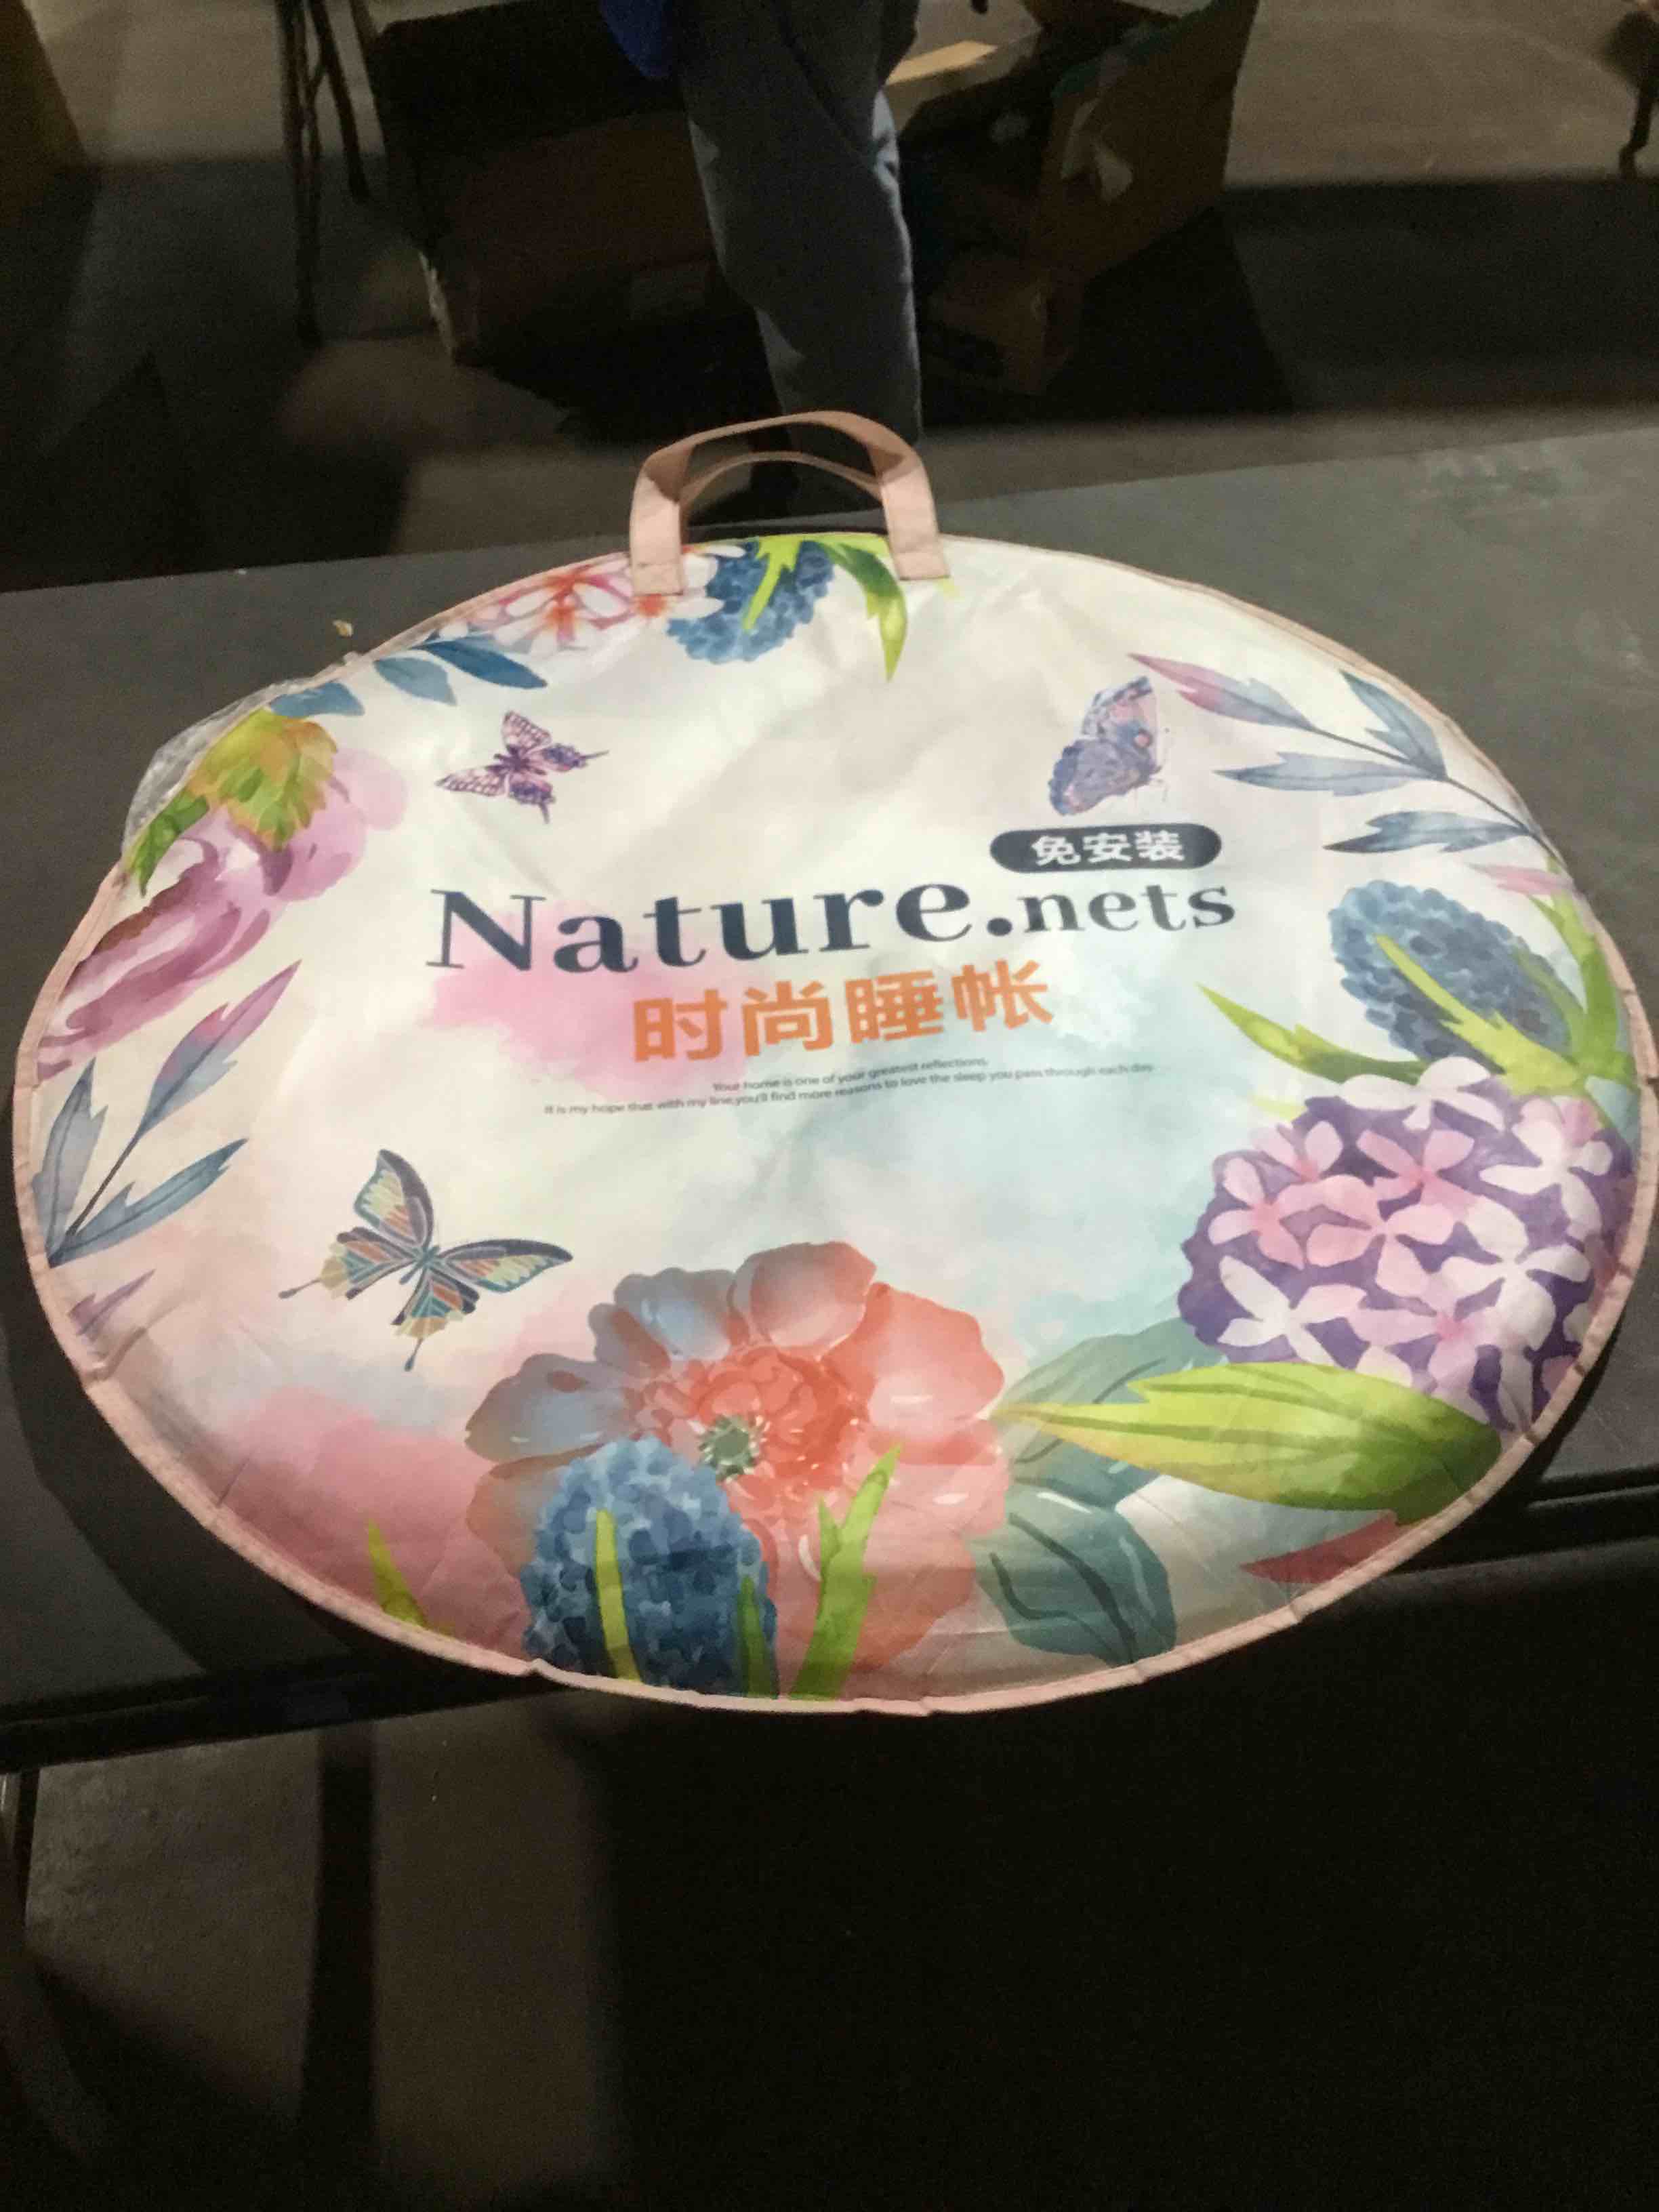 免安装
Nature.nets
时尚睡帐
Your home is one of your greatest reflections.
It is my hope that with my line,you'll find more reasons to love the sleep you pass through each day